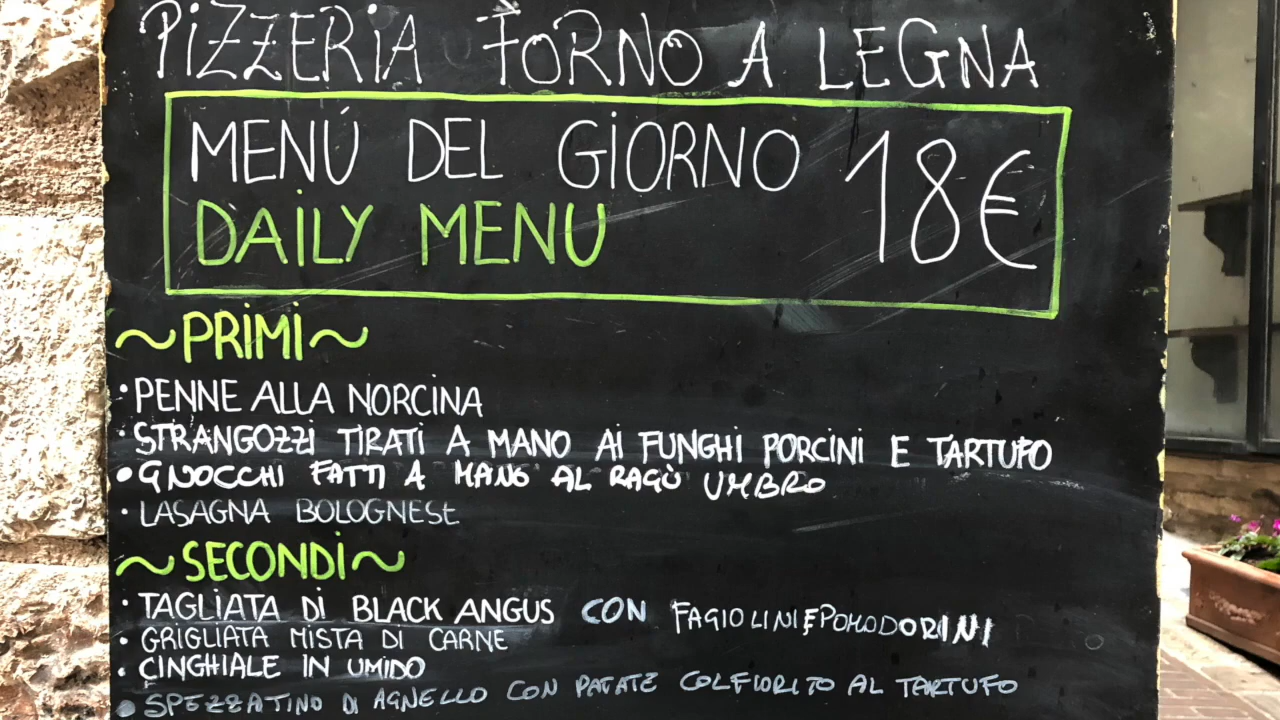 PIZZERIA FORNO A LEGNA
MENÚ DEL GIORNO 18€
DAILY MENU
~PRIMI~
• PENNE ALLA NORCINA
• STRANGOZZI TIRATI A MANO AI FUNGHI PORCINI E TARTUFO
• GNOCCHI FATTI A MANO AL RAGÙ UMBRO
• LASAGNA BOLOGNESE
~SECONDI~
• TAGLIATA DI BLACK ANGUS CON FAGIOLINI E POMODORINI
• GRIGLIATA MISTA DI CARNE
• CINGHIALE IN UMIDO
• SPEZZATINO DI AGNELLO CON PATATE COLFIORITO AL TARTUFO